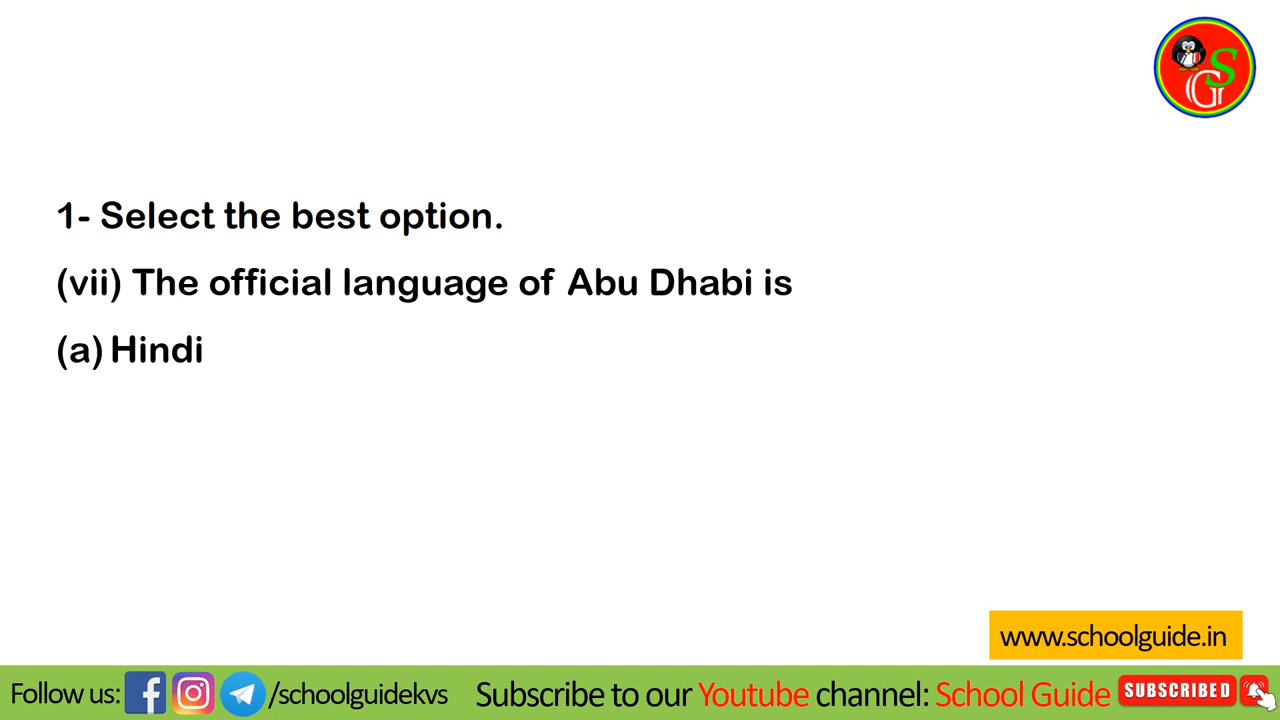 SG
1- Select the best option.
(vii) The official language of Abu Dhabi is
(a) Hindi
www.schoolguide.in
Follow us: /schoolguidekvs Subscribe to our Youtube channel: School Guide SUBSCRIBED